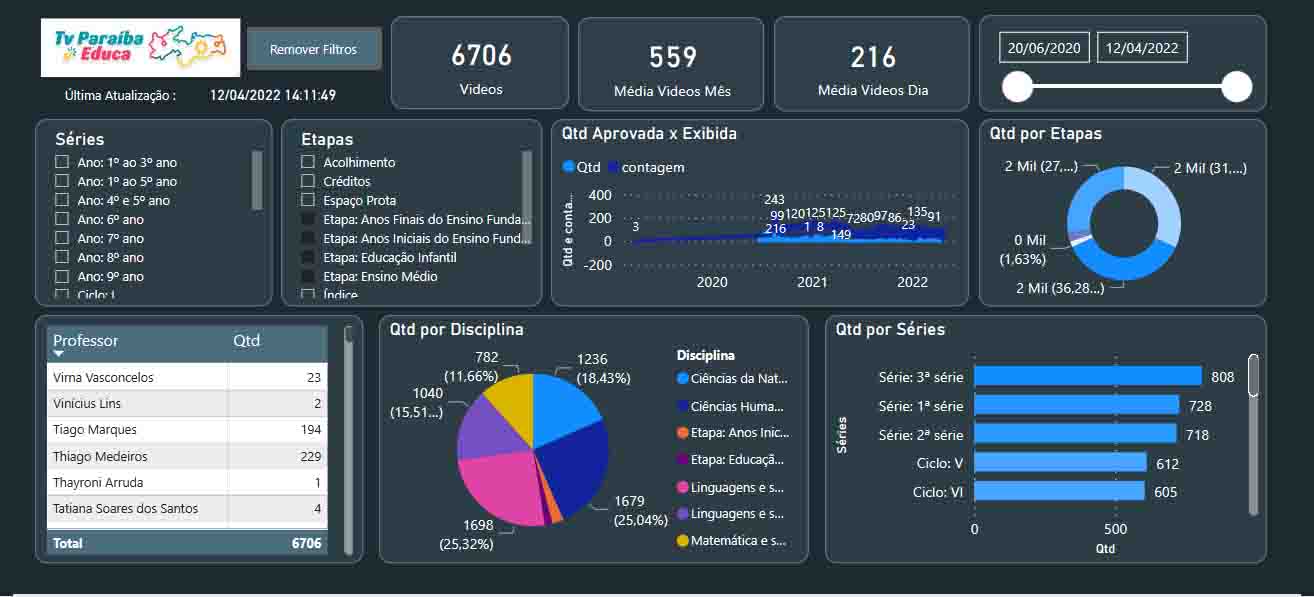 Tv Paraíba
Educa
Remover Filtros
Última Atualização : 12/04/2022 14:11:49
6706
Videos
559
Média Videos Mês
216
Média Videos Dia
20/06/2020 12/04/2022
Séries
Ano: 1º ao 3º ano
Ano: 1º ao 5º ano
Ano: 4º e 5º ano
Ano: 6º ano
Ano: 7º ano
Ano: 8º ano
Ano: 9º ano
Ciclo: I
Etapas
Acolhimento
Créditos
Espaço Prota
Etapa: Anos Finais do Ensino Funda...
Etapa: Anos Iniciais do Ensino Fund...
Etapa: Educação Infantil
Etapa: Ensino Médio
Índice
Qtd Aprovada x Exibida
Qtd contagem
Qtd e conta...
400
200
0
-200
3
243
99 120 125 125 72 80 97 86 135 91
216 1 8 149 23
2020 2021 2022
Qtd por Etapas
2 Mil (27,...) 2 Mil (31,...)
0 Mil
(1,63%)
2 Mil (36,28...)
Professor Qtd
Virna Vasconcelos 23
Vinícius Lins 2
Tiago Marques 194
Thiago Medeiros 229
Thayroni Arruda 1
Tatiana Soares dos Santos 4
Total 6706
Qtd por Disciplina
782
(11,66%)
1236
(18,43%)
1040
(15,51...)
1679
(25,04%)
1698
(25,32%)
Disciplina
Ciências da Nat...
Ciências Huma...
Etapa: Anos Inic...
Etapa: Educaçã...
Linguagens e s...
Linguagens e s...
Matemática e s...
Qtd por Séries
Séries
Série: 3ª série 808
Série: 1ª série 728
Série: 2ª série 718
Ciclo: V 612
Ciclo: VI 605
0 500
Qtd